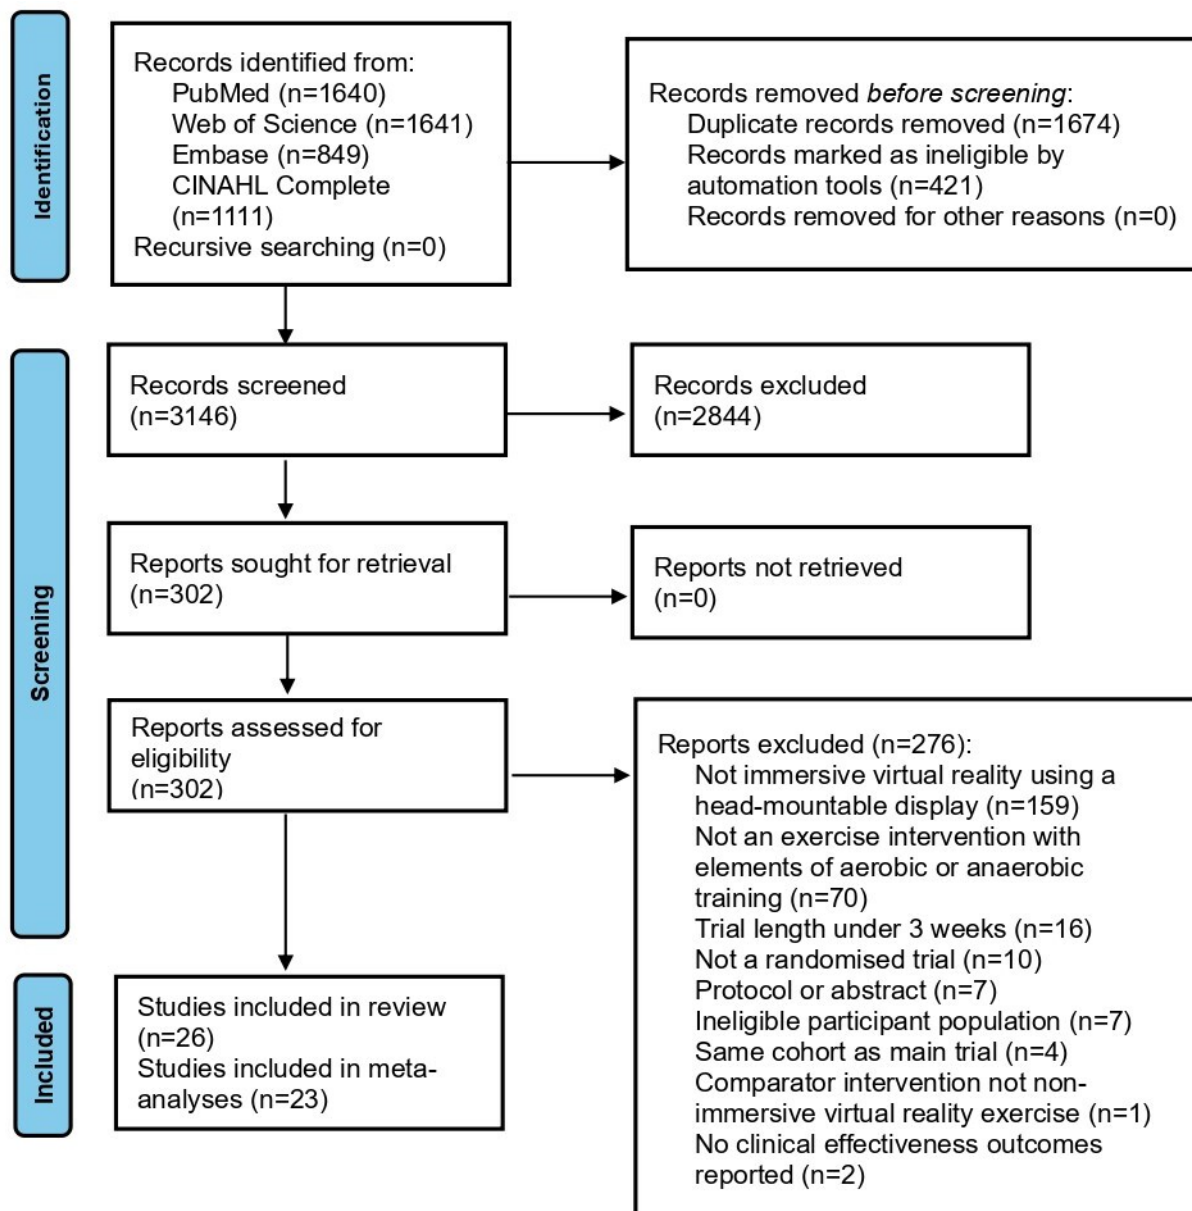 Identification
Records identified from:
PubMed (n=1640)
Web of Science (n=1641)
Embase (n=849)
CINAHL Complete
(n=1111)
Recursive searching (n=0)
Records removed before screening:
Duplicate records removed (n=1674)
Records marked as ineligible by
automation tools (n=421)
Records removed for other reasons (n=0)
Screening
Records screened
(n=3146)
Records excluded
(n=2844)
Reports sought for retrieval
(n=302)
Reports not retrieved
(n=0)
Reports assessed for
eligibility
(n=302)
Reports excluded (n=276):
Not immersive virtual reality using a
head-mountable display (n=159)
Not an exercise intervention with
elements of aerobic or anaerobic
training (n=70)
Trial length under 3 weeks (n=16)
Not a randomised trial (n=10)
Protocol or abstract (n=7)
Ineligible participant population (n=7)
Same cohort as main trial (n=4)
Comparator intervention not non-
immersive virtual reality exercise (n=1)
No clinical effectiveness outcomes
reported (n=2)
Included
Studies included in review
(n=26)
Studies included in meta-
analyses (n=23)